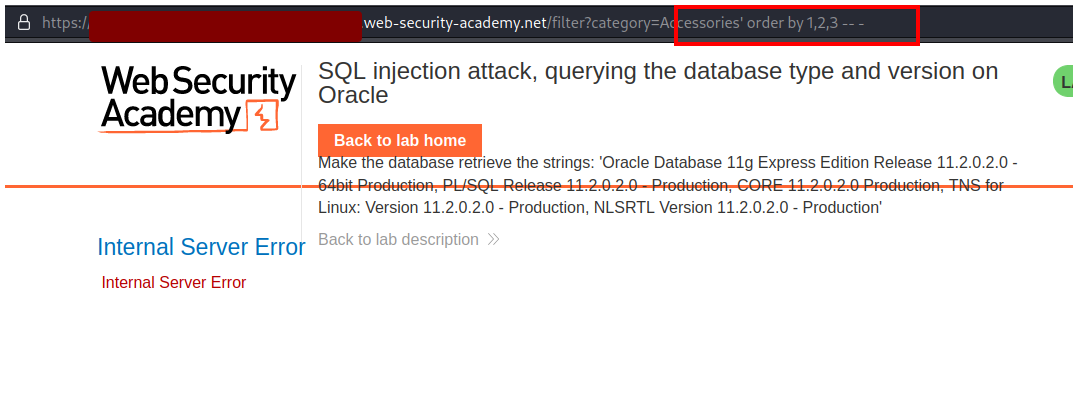 https:// .web-security-academy.net/filter?category=Accessories' order by 1,2,3 -- -
WebSecurity
Academy
SQL injection attack, querying the database type and version on
Oracle
Back to lab home
Make the database retrieve the strings: 'Oracle Database 11g Express Edition Release 11.2.0.2.0 -
64bit Production, PL/SQL Release 11.2.0.2.0 - Production, CORE 11.2.0.2.0 Production, TNS for
Linux: Version 11.2.0.2.0 - Production, NLSRTL Version 11.2.0.2.0 - Production'
Back to lab description
Internal Server Error
Internal Server Error